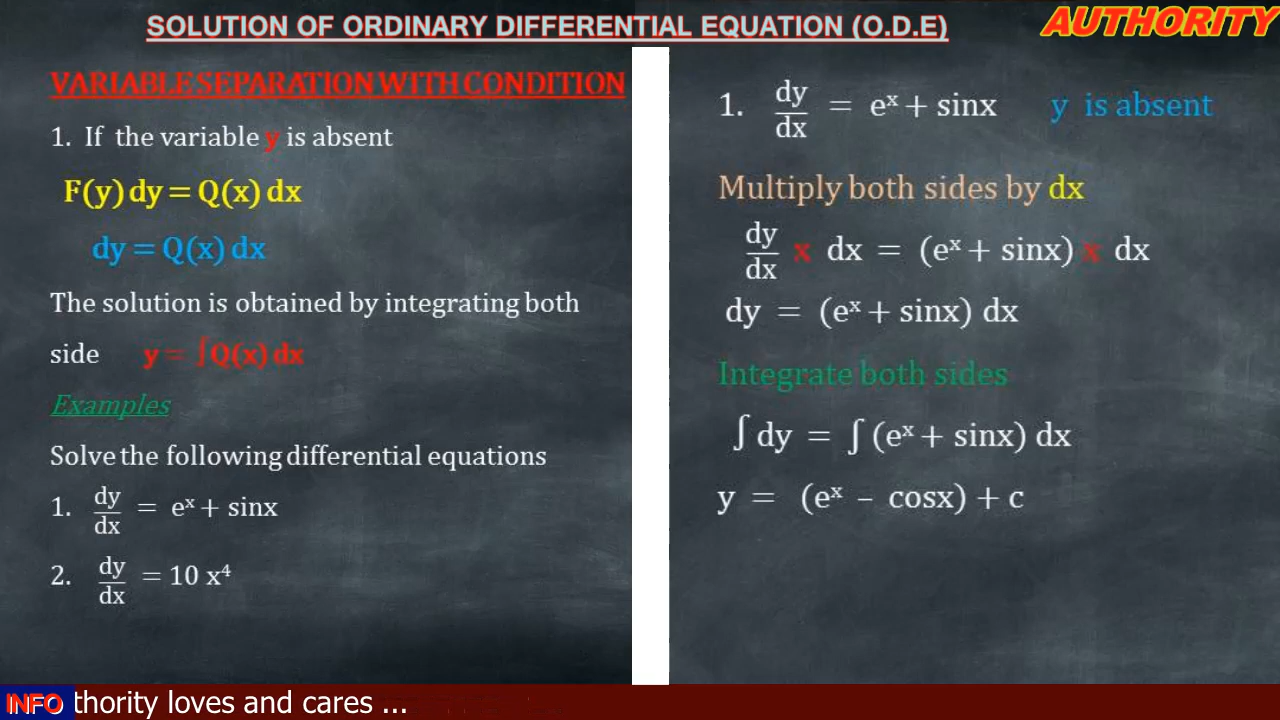 SOLUTION OF ORDINARY DIFFERENTIAL EQUATION (O.D.E)
AUTHORITY
VARIABLE SEPARATION WITH CONDITION
1. If the variable y is absent
F(y) dy = Q(x) dx
dy = Q(x) dx
The solution is obtained by integrating both
side y = ∫Q(x) dx
Examples
Solve the following differential equations
1. dy/dx = eˣ + sinx
2. dy/dx = 10 x⁴
1. dy/dx = eˣ + sinx y is absent
Multiply both sides by dx
dy/dx x dx = (eˣ + sinx) x dx
dy = (eˣ + sinx) dx
Integrate both sides
∫ dy = ∫ (eˣ + sinx) dx
y = (eˣ – cosx) + c
INFO thority loves and cares ...